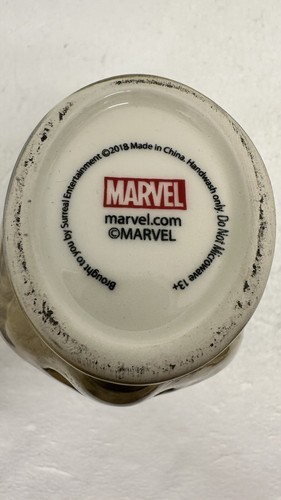 Brought to you by Surreal Entertainment ©2018 Made in China. Handwash only. Do Not Microwave 13+
MARVEL
marvel.com
©MARVEL